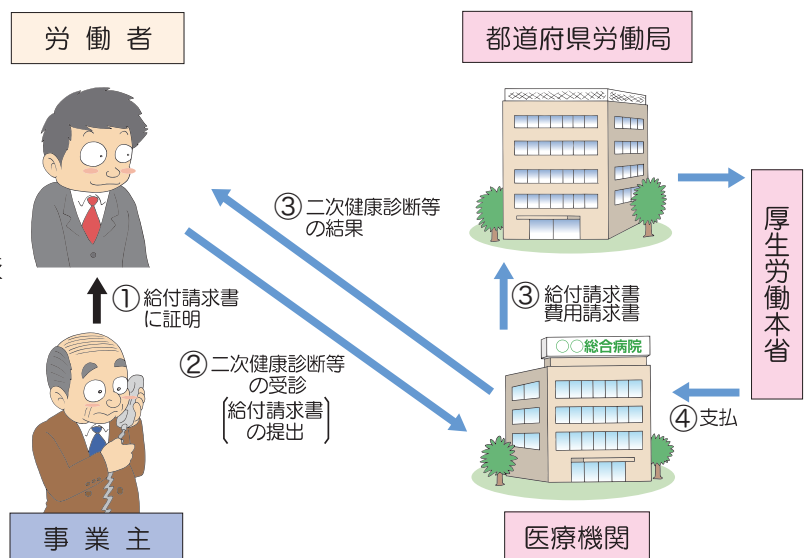 労働者
都道府県労働局
③二次健康診断等
の結果
厚生労働本省
①給付請求書
に証明
③給付請求書
費用請求書
○○総合病院
②二次健康診断等
の受診
給付請求書
の提出
④支払
事業主
医療機関